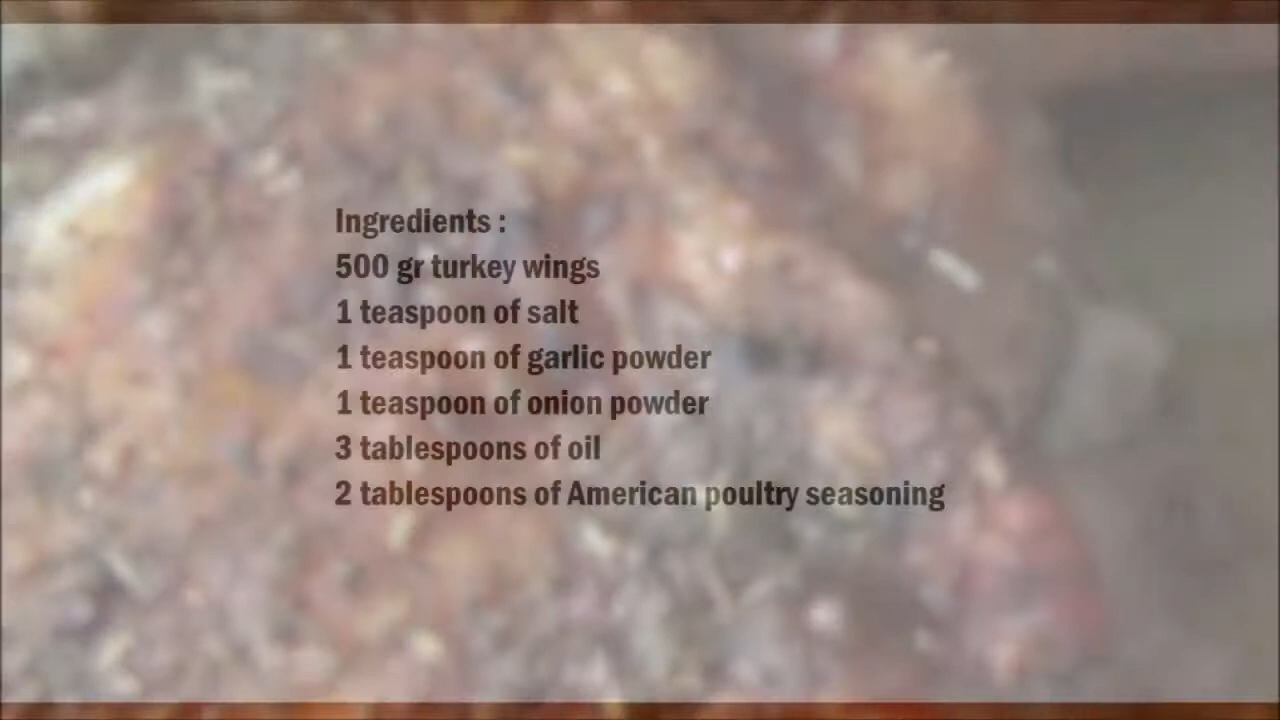 Ingredients :
500 gr turkey wings
1 teaspoon of salt
1 teaspoon of garlic powder
1 teaspoon of onion powder
3 tablespoons of oil
2 tablespoons of American poultry seasoning